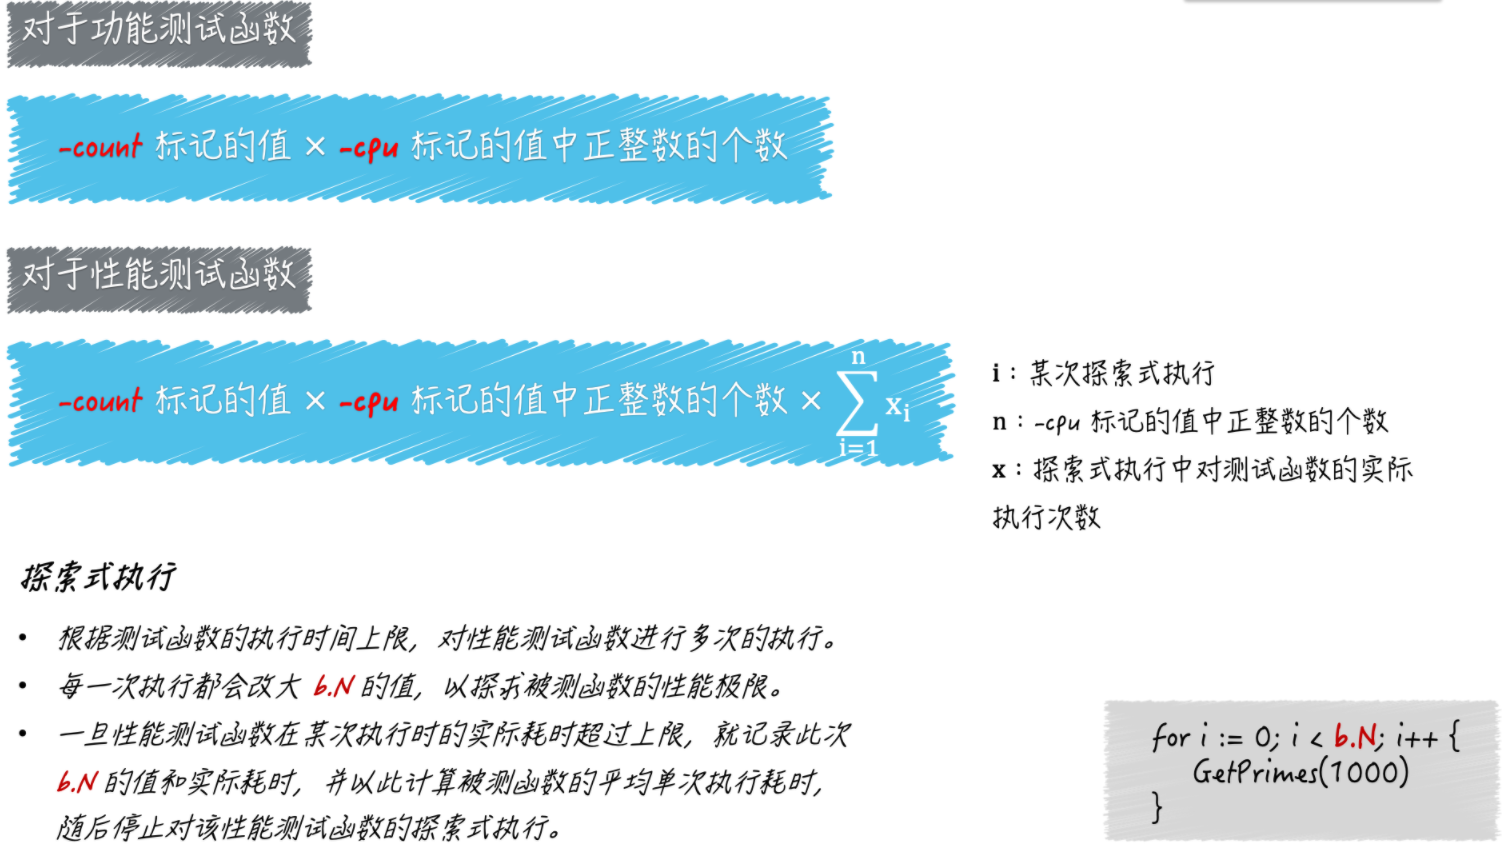 对于功能测试函数
-count 标记的值 × -cpu 标记的值中正整数的个数
对于性能测试函数
-count 标记的值 × -cpu 标记的值中正整数的个数 × n ∑ i=1 xi
i：某次探索式执行
n：-cpu 标记的值中正整数的个数
x：探索式执行中对测试函数的实际
执行次数
探索式执行
• 根据测试函数的执行时间上限，对性能测试函数进行多次的执行。
• 每一次执行都会改大 b.N 的值，以探求被测函数的性能极限。
• 一旦性能测试函数在某次执行时的实际耗时超过上限，就记录此次
b.N 的值和实际耗时，并以此计算被测函数的平均单次执行耗时，
随后停止对该性能测试函数的探索式执行。
for i := 0; i < b.N; i++ {
GetPrimes(1000)
}